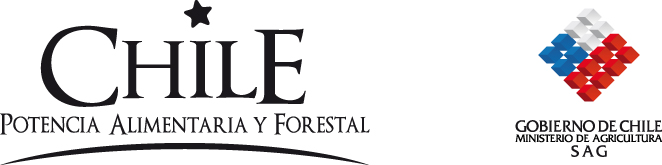 CHILE
POTENCIA ALIMENTARIA Y FORESTAL
GOBIERNO DE CHILE
MINISTERIO DE AGRICULTURA
SAG